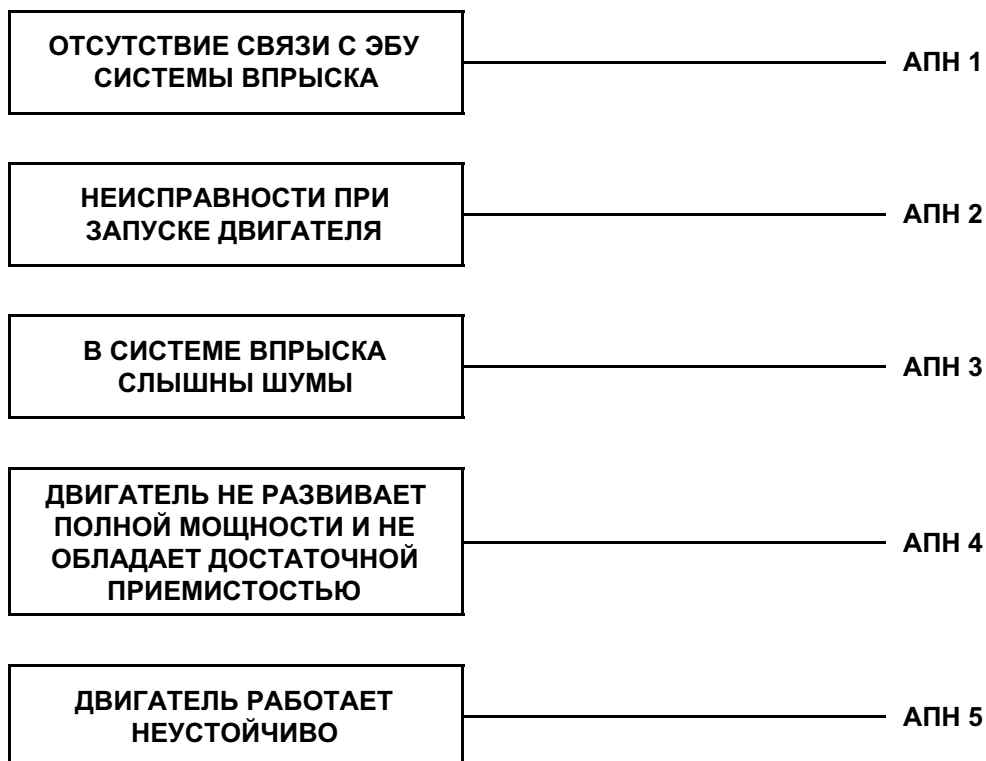 ОТСУТСТВИЕ СВЯЗИ С ЭБУ
СИСТЕМЫ ВПРЫСКА
АПН 1
НЕИСПРАВНОСТИ ПРИ
ЗАПУСКЕ ДВИГАТЕЛЯ
АПН 2
В СИСТЕМЕ ВПРЫСКА
СЛЫШНЫ ШУМЫ
АПН 3
ДВИГАТЕЛЬ НЕ РАЗВИВАЕТ
ПОЛНОЙ МОЩНОСТИ И НЕ
ОБЛАДАЕТ ДОСТАТОЧНОЙ
ПРИЕМИСТОСТЬЮ
АПН 4
ДВИГАТЕЛЬ РАБОТАЕТ
НЕУСТОЙЧИВО
АПН 5